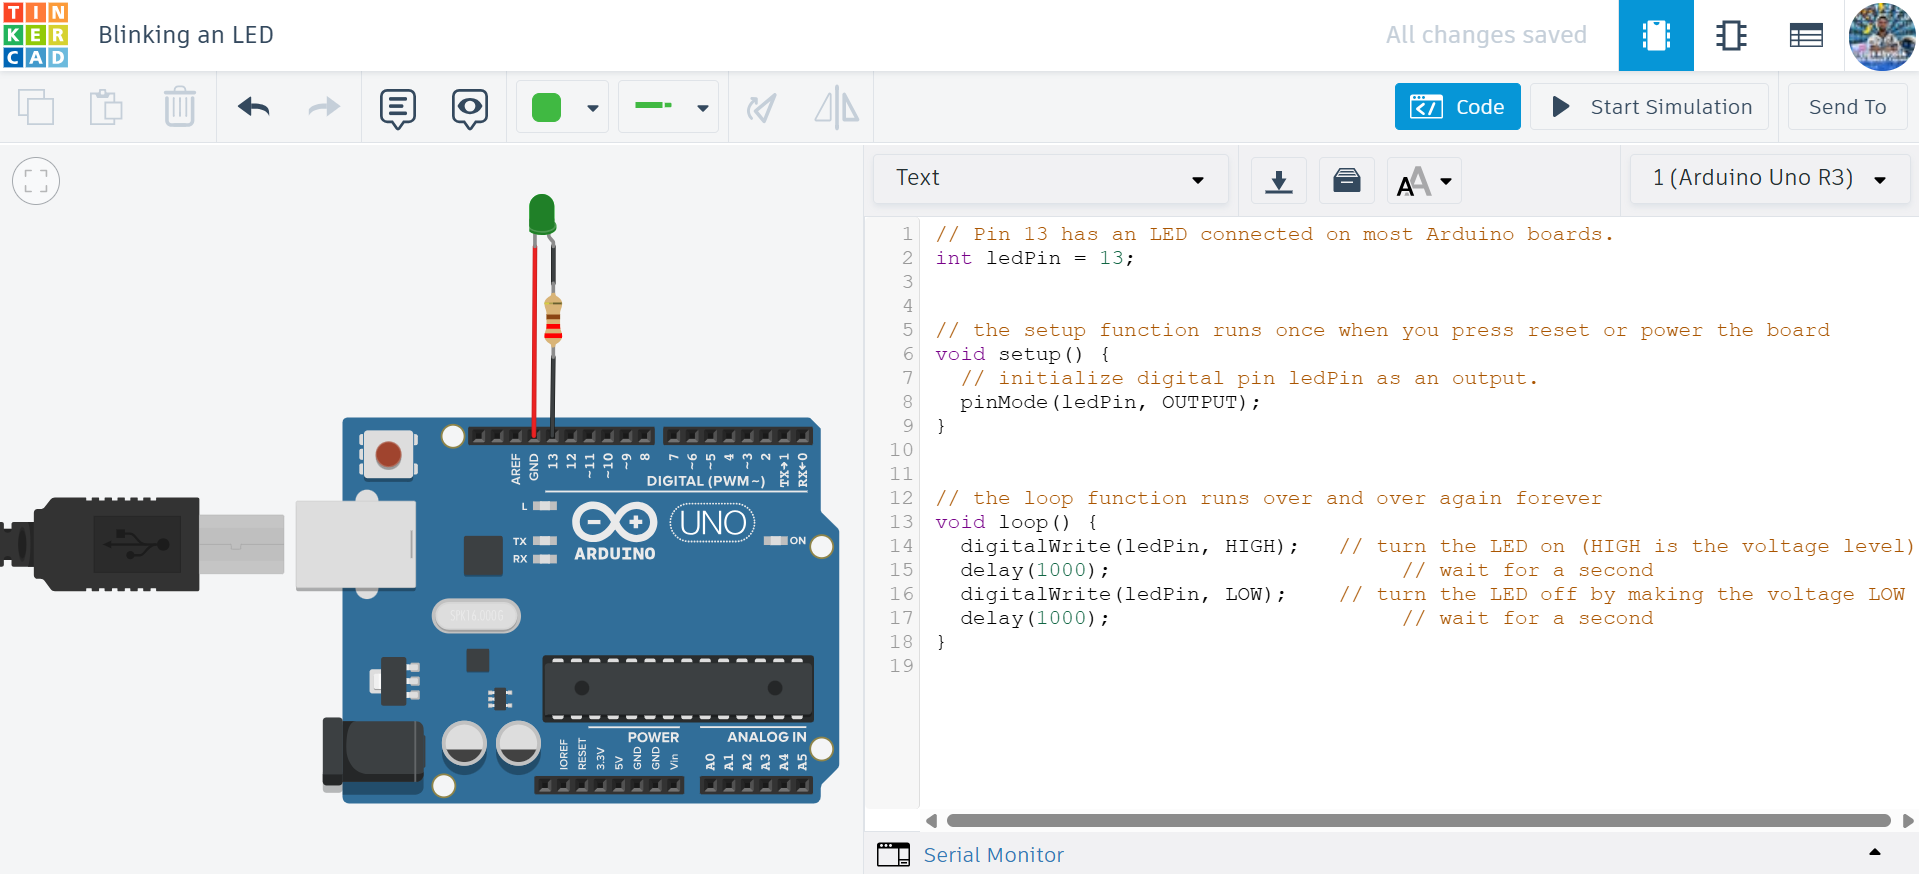 TIN
KER
CAD
Blinking an LED
All changes saved
Code
Start Simulation
Send To
Text
1 (Arduino Uno R3)
1 // Pin 13 has an LED connected on most Arduino boards.
2 int ledPin = 13;
3
4
5 // the setup function runs once when you press reset or power the board
6 void setup() {
7 // initialize digital pin ledPin as an output.
8 pinMode(ledPin, OUTPUT);
9 }
10
11
12 // the loop function runs over and over again forever
13 void loop() {
14 digitalWrite(ledPin, HIGH); // turn the LED on (HIGH is the voltage level)
15 delay(1000); // wait for a second
16 digitalWrite(ledPin, LOW); // turn the LED off by making the voltage LOW
17 delay(1000); // wait for a second
18 }
19
AREF GND 13 12 ~11 ~10 ~9 8 7 ~6 ~5 4 ~3 2 TX→1 RX←0
DIGITAL (PWM~)
L
TX
RX
ARDUINO
UNO
ON
SPK16.000G
POWER
ANALOG IN
IOREF RESET 3.3V 5V GND GND Vin A0 A1 A2 A3 A4 A5
Serial Monitor